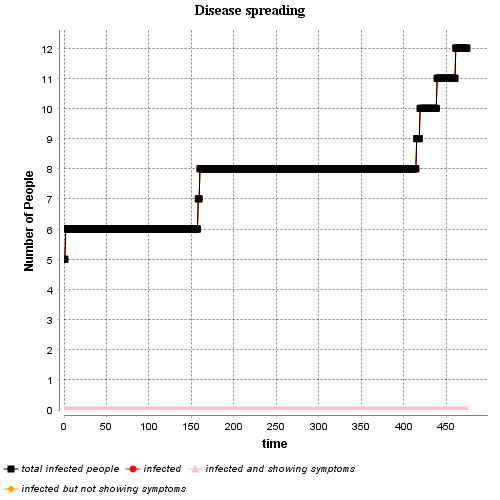 Disease spreading
Number of People
12
11
10
9
8
7
6
5
4
3
2
1
0
0 50 100 150 200 250 300 350 400 450
time
total infected people infected infected and showing symptoms
infected but not showing symptoms